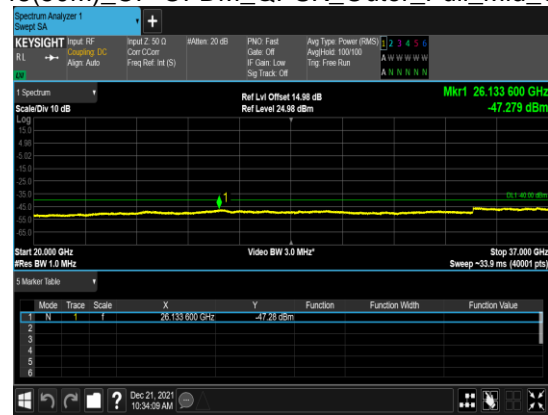 Spectrum Analyzer 1
Swept SA
+
KEYSIGHT Input: RF Input Z: 50 Ω #Atten: 20 dB PNO: Fast Avg Type: Power (RMS) 1 2 3 4 5 6
RL Coupling: DC Corr CCorr Gate: Off Avg|Hold: 100/100 A W W W W W
Align: Auto Freq Ref: Int (S) IF Gain: Low Trig: Free Run
Sig Track: Off A N N N N N
1 Spectrum Ref Lvl Offset 14.98 dB Mkr1 26.133 600 GHz
Scale/Div 10 dB Ref Level 24.98 dBm -47.279 dBm
Log
15.0
4.98
-5.02
-15.0
-25.0
-35.0
-45.0
-55.0
-65.0
1
DL1 -40.00 dBm
Start 20.000 GHz Video BW 3.0 MHz* Stop 37.000 GHz
#Res BW 1.0 MHz Sweep ~33.9 ms (40001 pts)
5 Marker Table
Mode Trace Scale X Y Function Function Width Function Value
1 N 1 f 26.133 600 GHz -47.28 dBm
2
3
4
5
6
? Dec 21, 2021
10:34:09 AM